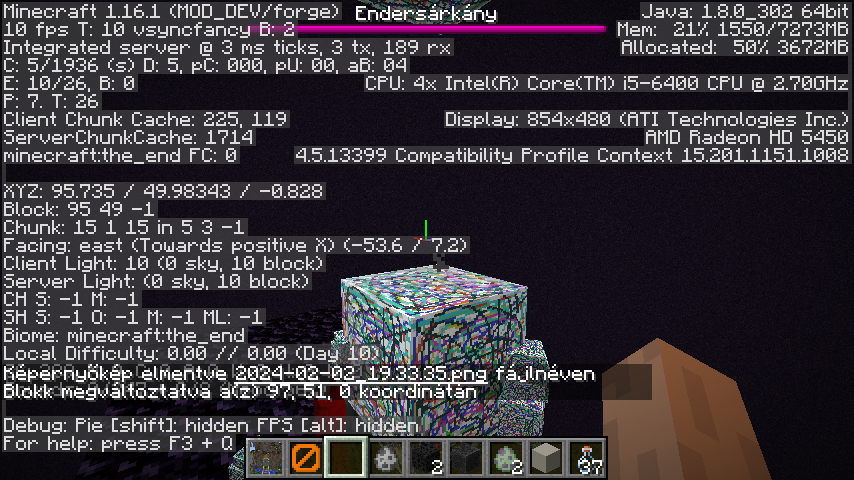 Minecraft 1.16.1 (MOD_DEV/forge)
10 fps T: 10 vsyncfancy B: 2
Integrated server @ 3 ms ticks, 3 tx, 189 rx
C: 5/1936 (s) D: 5, pC: 000, pU: 00, aB: 04
E: 10/26, B: 0
P: 7. T: 26
Client Chunk Cache: 225, 119
ServerChunkCache: 1714
minecraft:the_end FC: 0
Endersárkány
Java: 1.8.0_302 64bit
Mem: 21% 1550/7273MB
Allocated: 50% 3672MB
CPU: 4x Intel(R) Core(TM) i5-6400 CPU @ 2.70GHz
Display: 854x480 (ATI Technologies Inc.)
AMD Radeon HD 5450
4.5.13399 Compatibility Profile Context 15.201.1151.1008
XYZ: 95.735 / 49.98343 / -0.828
Block: 95 49 -1
Chunk: 15 1 15 in 5 3 -1
Facing: east (Towards positive X) (-53.6 / 7.2)
Client Light: 10 (0 sky, 10 block)
Server Light: (0 sky, 10 block)
CH S: -1 M: -1
SH S: -1 O: -1 M: -1 ML: -1
Biome: minecraft:the_end
Local Difficulty: 0.00 // 0.00 (Day 10)
Képernyőkép elmentve 2024-02-02_19.33.35.png fájlnéven
Blokk megváltoztatva a(z) 97, 51, 0 koordinátán
Debug: Pie [shift]: hidden FPS [alt]: hidden
For help: press F3 + Q
2
2
37